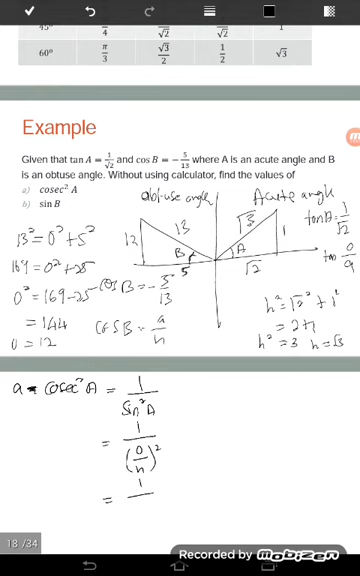 45° π/4 √2 √2 1
60° π/3 √3/2 1/2 √3
Example
Given that tan A = 1/√2 and cos B = −5/13 where A is an acute angle and B
is an obtuse angle. Without using calculator, find the values of
a) cosec² A
b) sin B
obtuse angle
Acute angle
13
12
B
5
√3
1
A
√2
tan B = 1/√2
tan o/a
13² = o² + 5²
169 = o² + 25
o² = 169 − 25
= 144
o = 12
cos B = −5/13
cos B = a/h
h² = √2² + 1²
= 2 + 1
h² = 3 h = √3
a − cosec² A = 1/sin² A
= 1/(o/h)²
= 1/
18 /34
Recorded by Mobizen